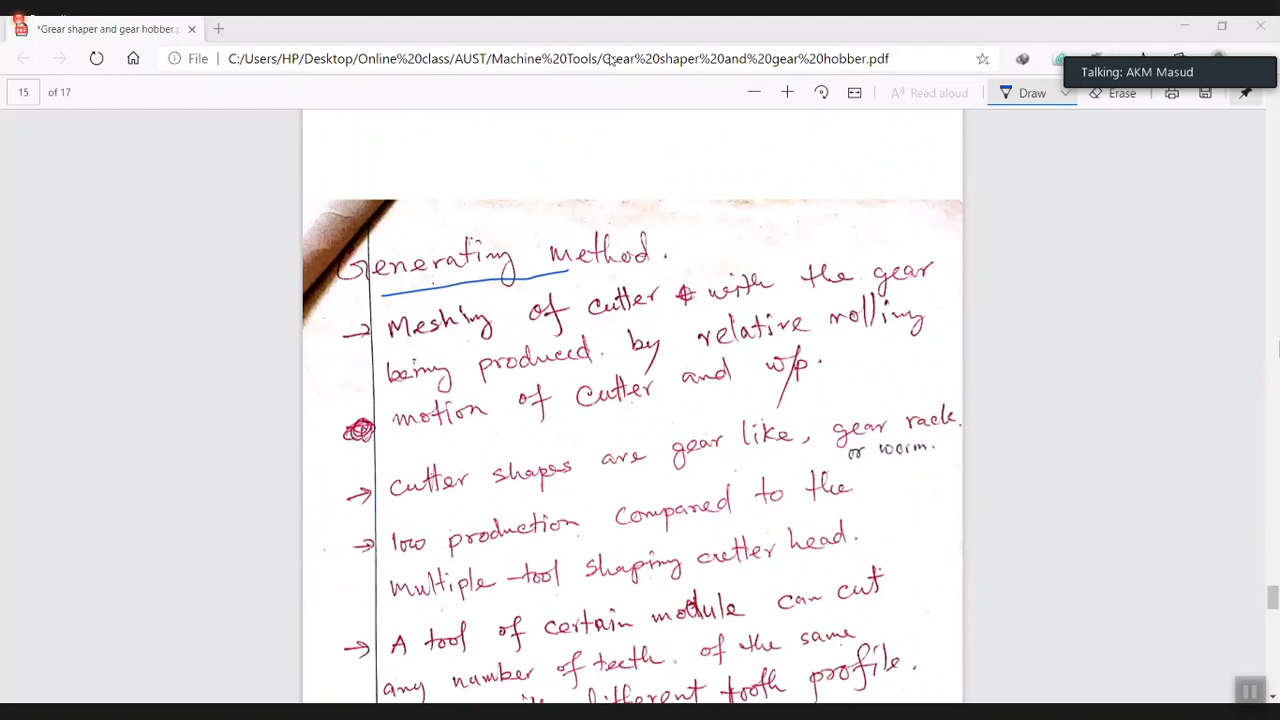 *Grear shaper and gear hobber.p
File C:/Users/HP/Desktop/Online%20class/AUST/Machine%20Tools/Grear%20shaper%20and%20gear%20hobber.pdf
Talking: AKM Masud
15 of 17
Read aloud
Draw
Erase
Generating method.
→ Meshing of cutter with the gear
being produced. by relative rolling
motion of cutter and w/p.
→ cutter shapes are gear like, gear rack.
or worm.
→ low production compared to the
multiple-tool shaping cutter head.
→ A tool of certain module can cut
any number of teeth. of the same
different tooth profile.